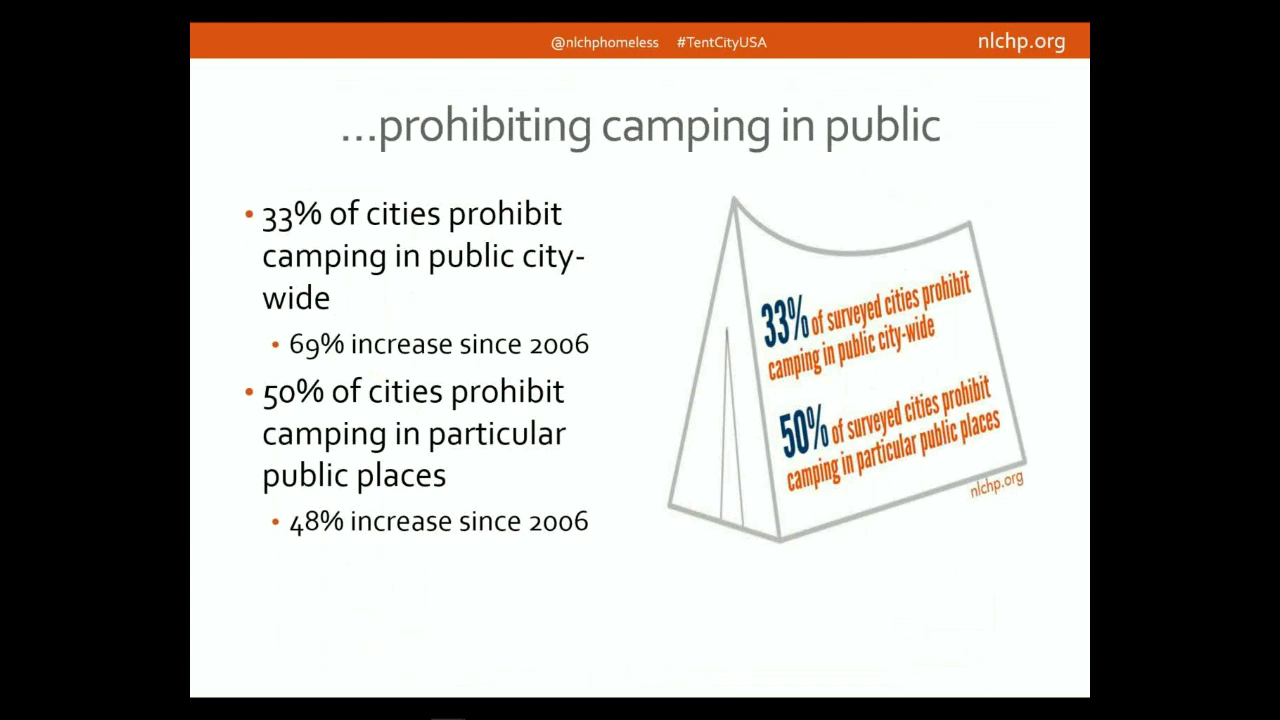 @nlchphomeless #TentCityUSA
nlchp.org
...prohibiting camping in public
• 33% of cities prohibit
camping in public city-
wide
• 69% increase since 2006
• 50% of cities prohibit
camping in particular
public places
• 48% increase since 2006
33% of surveyed cities prohibit
camping in public city-wide
50% of surveyed cities prohibit
camping in particular public places
nlchp.org